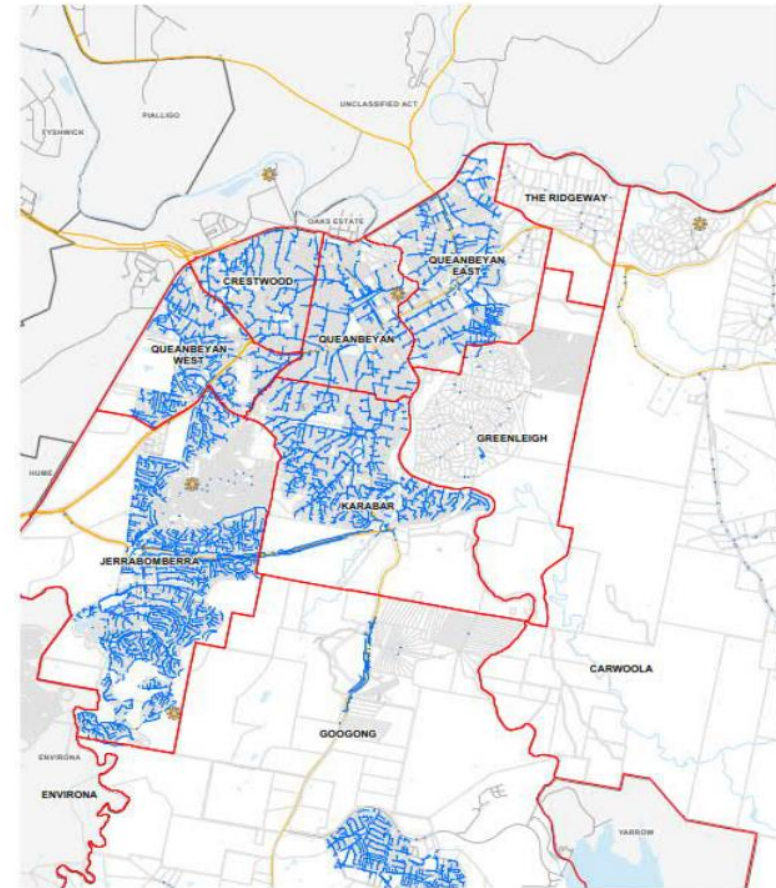 UNCLASSIFIED ACT
PIALLIGO
FYSHWICK
THE RIDGEWAY
OAKS ESTATE
QUEANBEYAN
EAST
CRESTWOOD
QUEANBEYAN
QUEANBEYAN
WEST
GREENLEIGH
HUME
KARABAR
JERRABOMBERRA
CARWOOLA
GOOGONG
ENVIRONA
ENVIRONA
YARROW